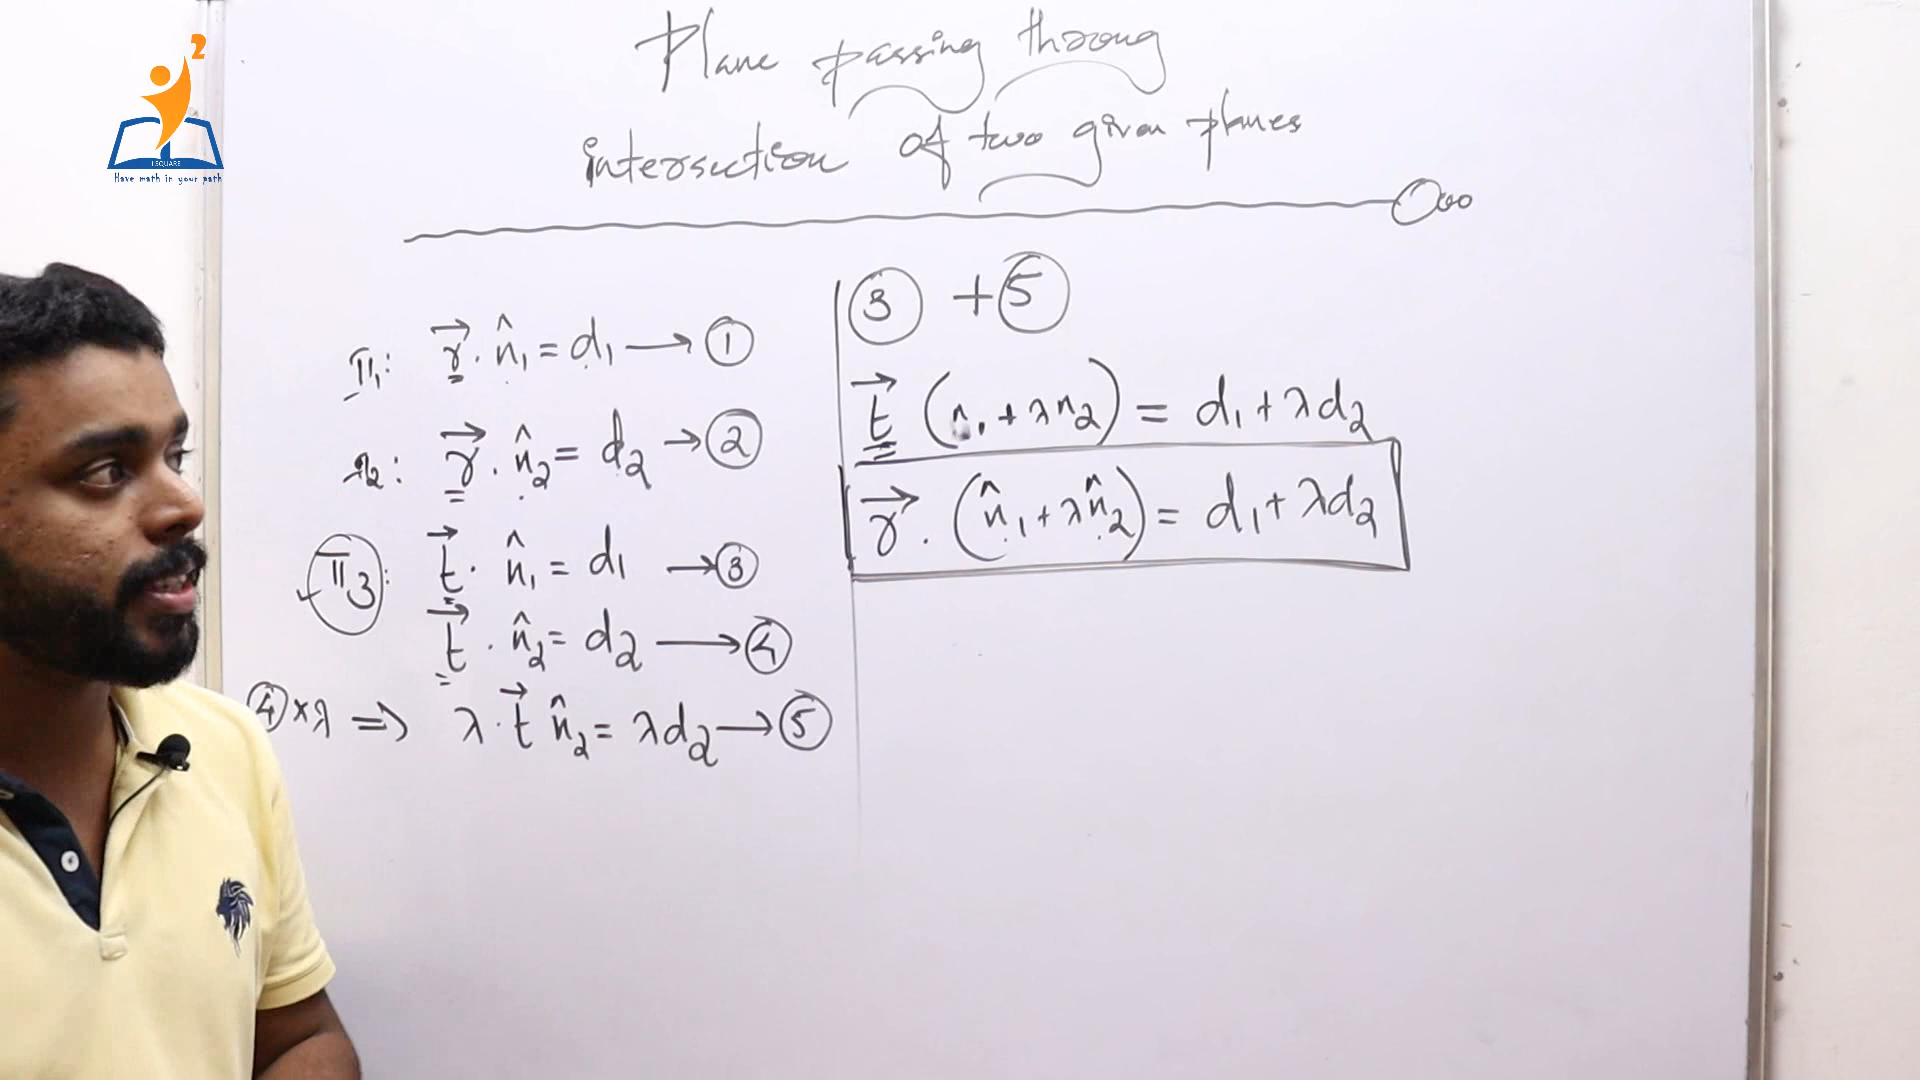 2
I SQUARE
Have math in your path
Plane passing throug
intersection of two given planes
π₁: r⃗ · n̂₁ = d₁ → ①
π₂: r⃗ · n̂₂ = d₂ → ②
π₃: t⃗ · n̂₁ = d₁ → ③
t⃗ · n̂₂ = d₂ → ④
④ × λ ⇒ λ · t⃗ n̂₂ = λd₂ → ⑤
③ + ⑤
t⃗ (n̂₁ + λn₂) = d₁ + λd₂
r⃗ · (n̂₁ + λn̂₂) = d₁ + λd₂